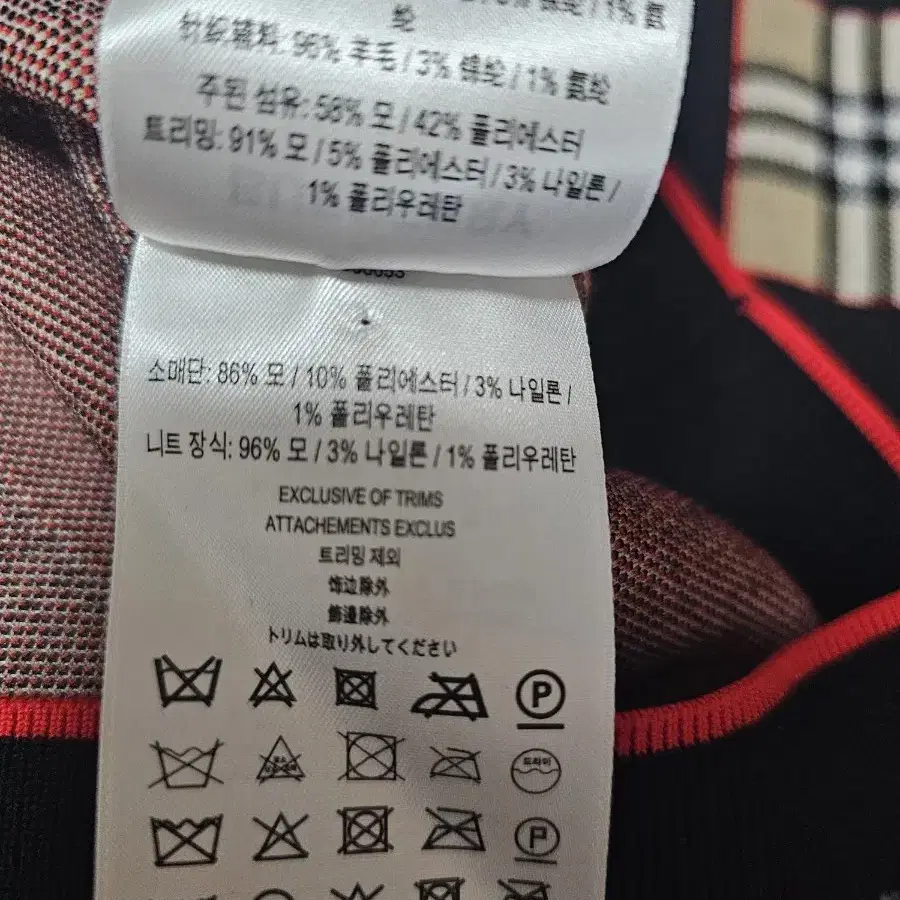 纶
针织辅料: 96% 羊毛 / 3% 锦纶 / 1% 氨纶
주된 섬유: 58% 모 / 42% 폴리에스터
트리밍: 91% 모 / 5% 폴리에스터 / 3% 나일론 /
1% 폴리우레탄
소매단: 86% 모 / 10% 폴리에스터 / 3% 나일론 /
1% 폴리우레탄
니트 장식: 96% 모 / 3% 나일론 / 1% 폴리우레탄
EXCLUSIVE OF TRIMS
ATTACHEMENTS EXCLUS
트리밍 제외
饰边除外
飾邊除外
トリムは取り外してください
P
드라이
P